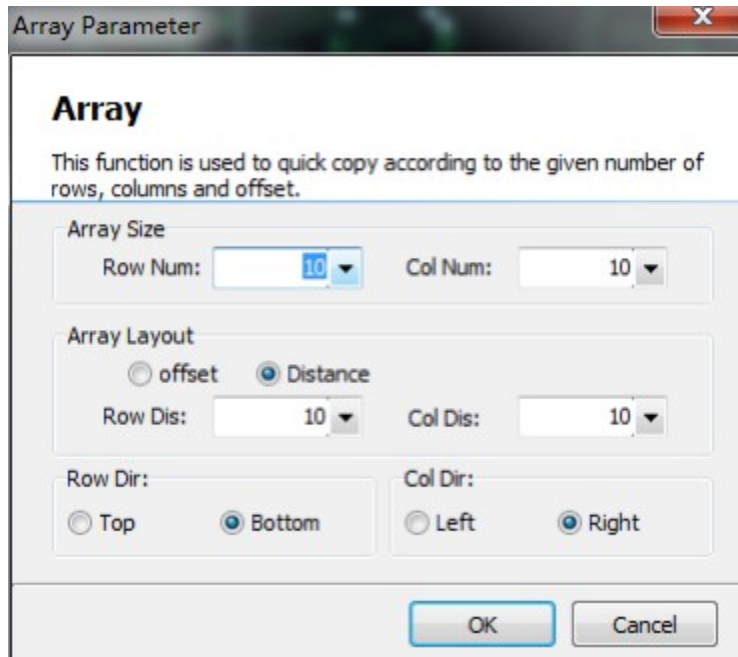 Array Parameter
X
Array
This function is used to quick copy according to the given number of
rows, columns and offset.
Array Size
Row Num: 10 Col Num: 10
Array Layout
offset Distance
Row Dis: 10 Col Dis: 10
Row Dir: Col Dir:
Top Bottom Left Right
OK Cancel